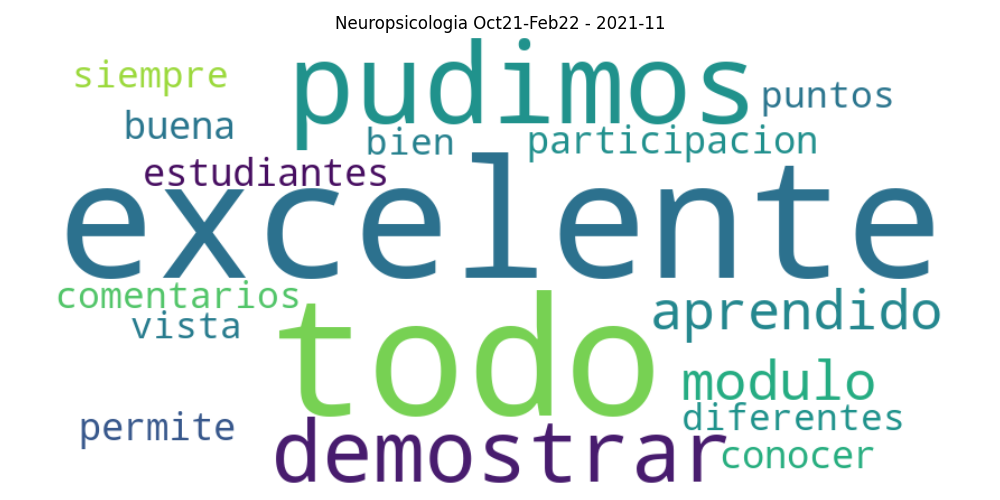 Neuropsicologia Oct21-Feb22 - 2021-11
siempre
pudimos
puntos
buena
bien
participacion
estudiantes
excelente
comentarios
todo
aprendido
vista
modulo
diferentes
permite
demostrar
conocer